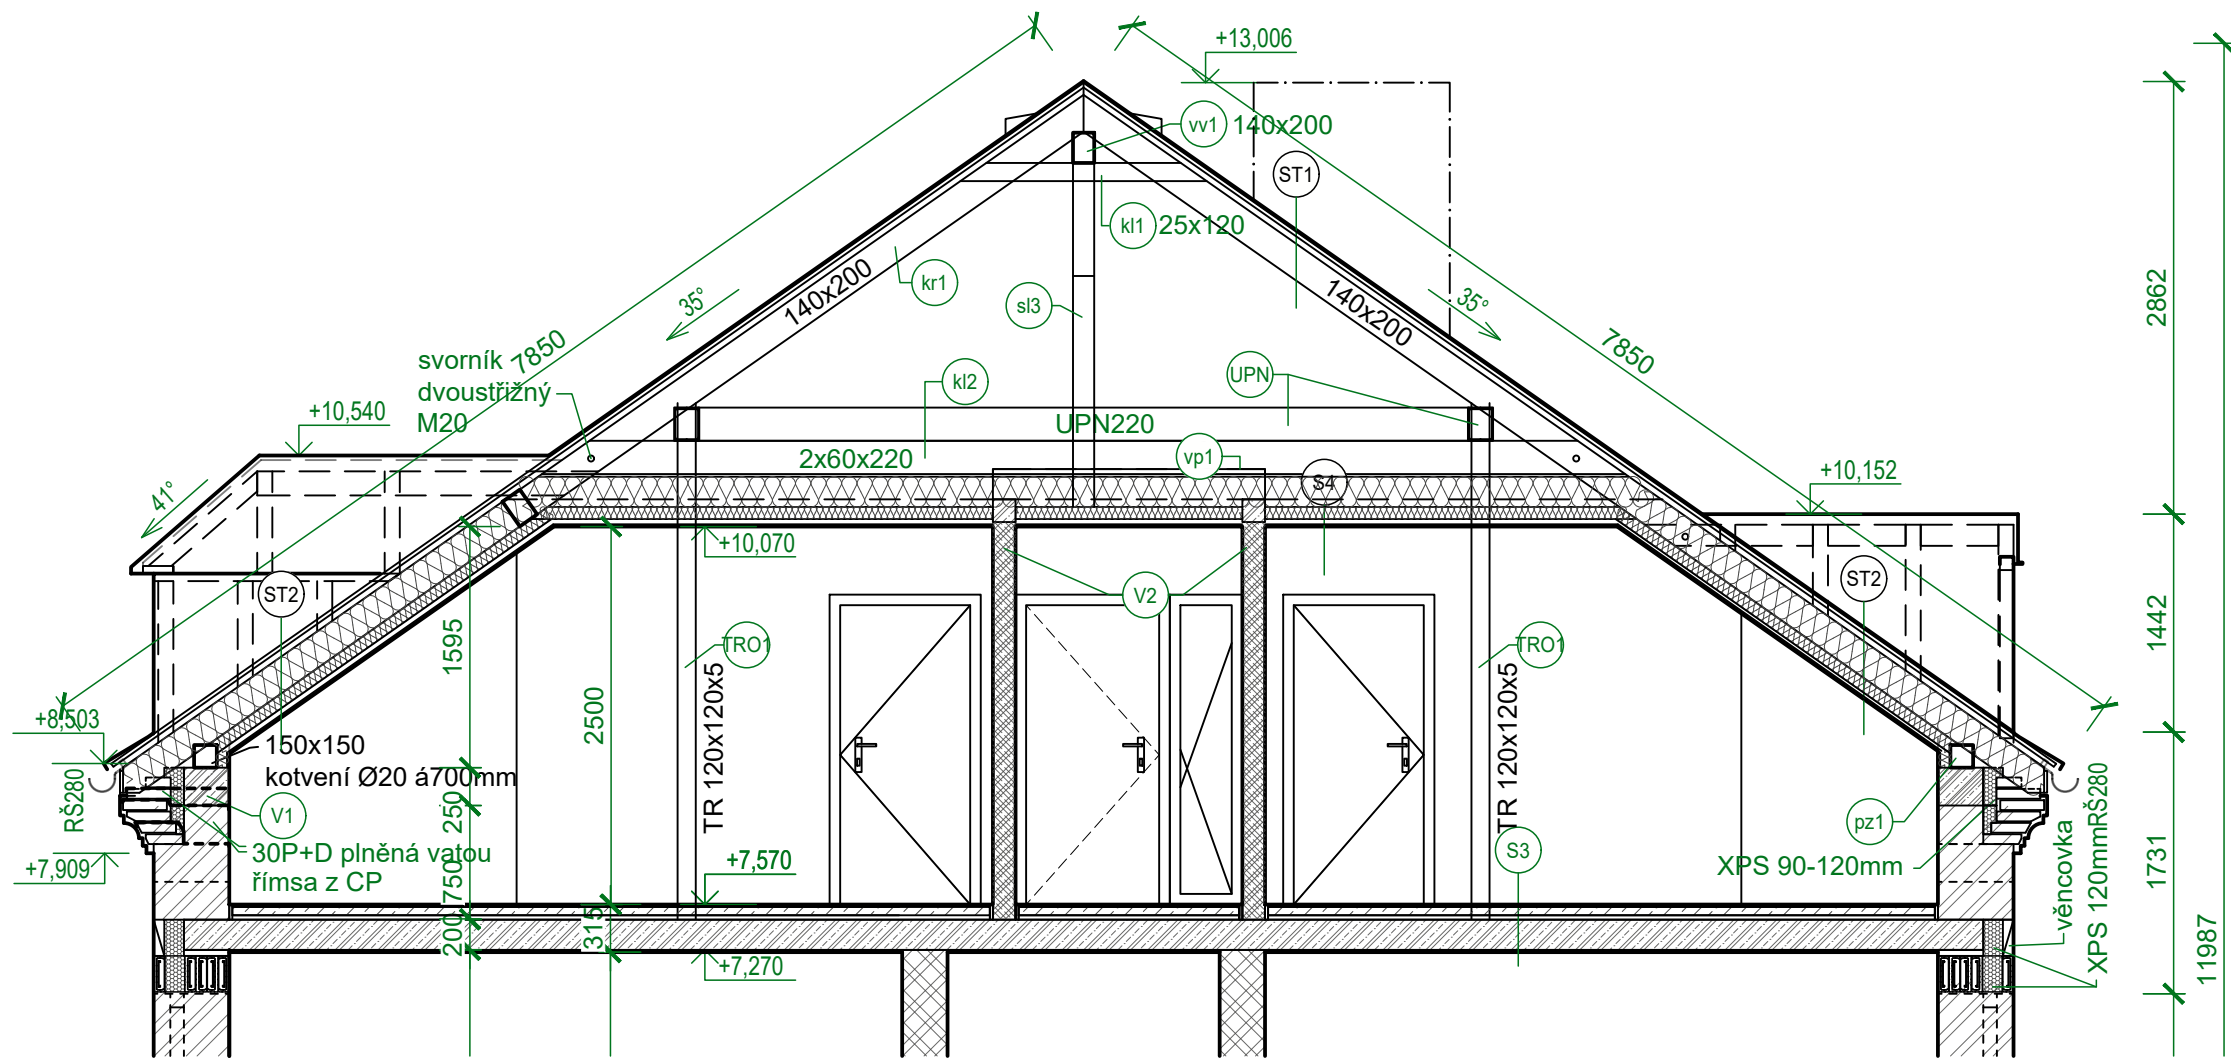 +13,006
vv1 140x200
ST1
kl1 25x120
kr1
140x200
140x200
sl3
35°
35°
7850
7850
2862
svorník
dvoustřižný
M20
kl2
UPN
UPN220
+10,540
2x60x220
vp1
S4
+10,152
41°
+10,070
ST2
V2
ST2
1595
2500
1442
TRO1
TRO1
TR 120x120x5
TR 120x120x5
+8,503
150x150
kotvení Ø20 á700mm
RŠ280
250
V1
pz1
RŠ280
30P+D plněná vatou
římsa z CP
+7,909
+7,570
S3
XPS 90-120mm
věncovka
XPS 120mm
1731
750
200
315
+7,270
11987